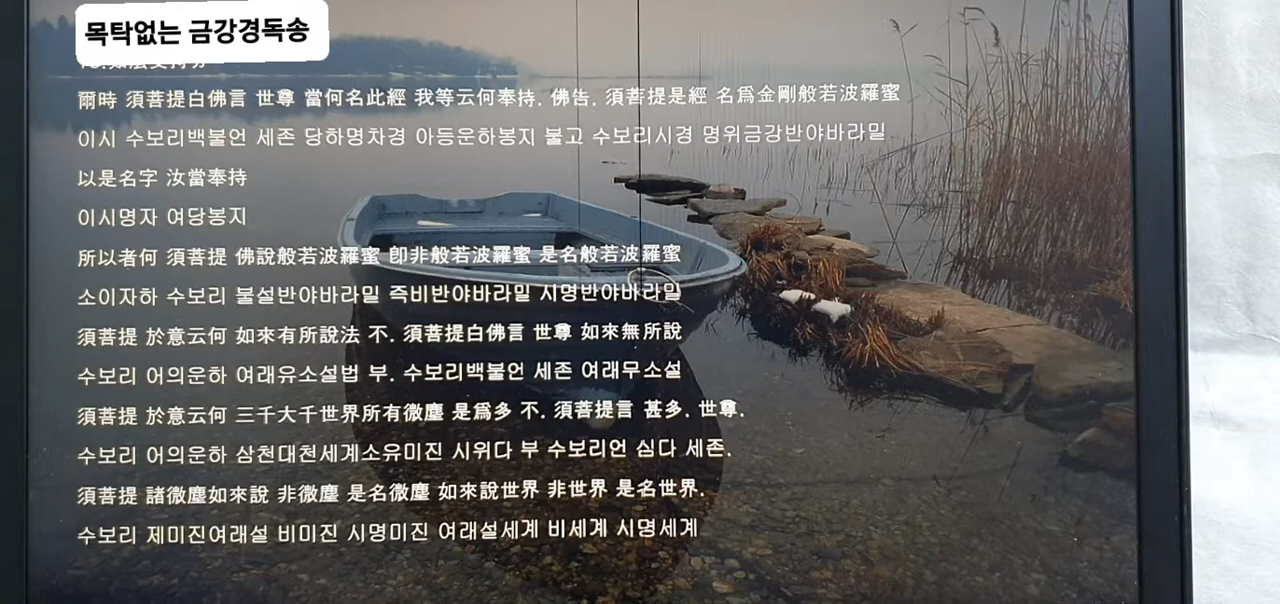 목탁없는 금강경독송
爾時 須菩提白佛言 世尊 當何名此經 我等云何奉持. 佛告. 須菩提是經 名爲金剛般若波羅蜜
이시 수보리백불언 세존 당하명차경 아등운하봉지 불고 수보리시경 명위금강반야바라밀
以是名字 汝當奉持
이시명자 여당봉지
所以者何 須菩提 佛說般若波羅蜜 卽非般若波羅蜜 是名般若波羅蜜
소이자하 수보리 불설반야바라밀 즉비반야바라밀 시명반야바라밀
須菩提 於意云何 如來有所說法 不. 須菩提白佛言 世尊 如來無所說
수보리 어의운하 여래유소설법 부. 수보리백불언 세존 여래무소설
須菩提 於意云何 三千大千世界所有微塵 是爲多 不. 須菩提言 甚多. 世尊.
수보리 어의운하 삼천대천세계소유미진 시위다 부 수보리언 심다 세존.
須菩提 諸微塵如來說 非微塵 是名微塵 如來說世界 非世界 是名世界.
수보리 제미진여래설 비미진 시명미진 여래설세계 비세계 시명세계